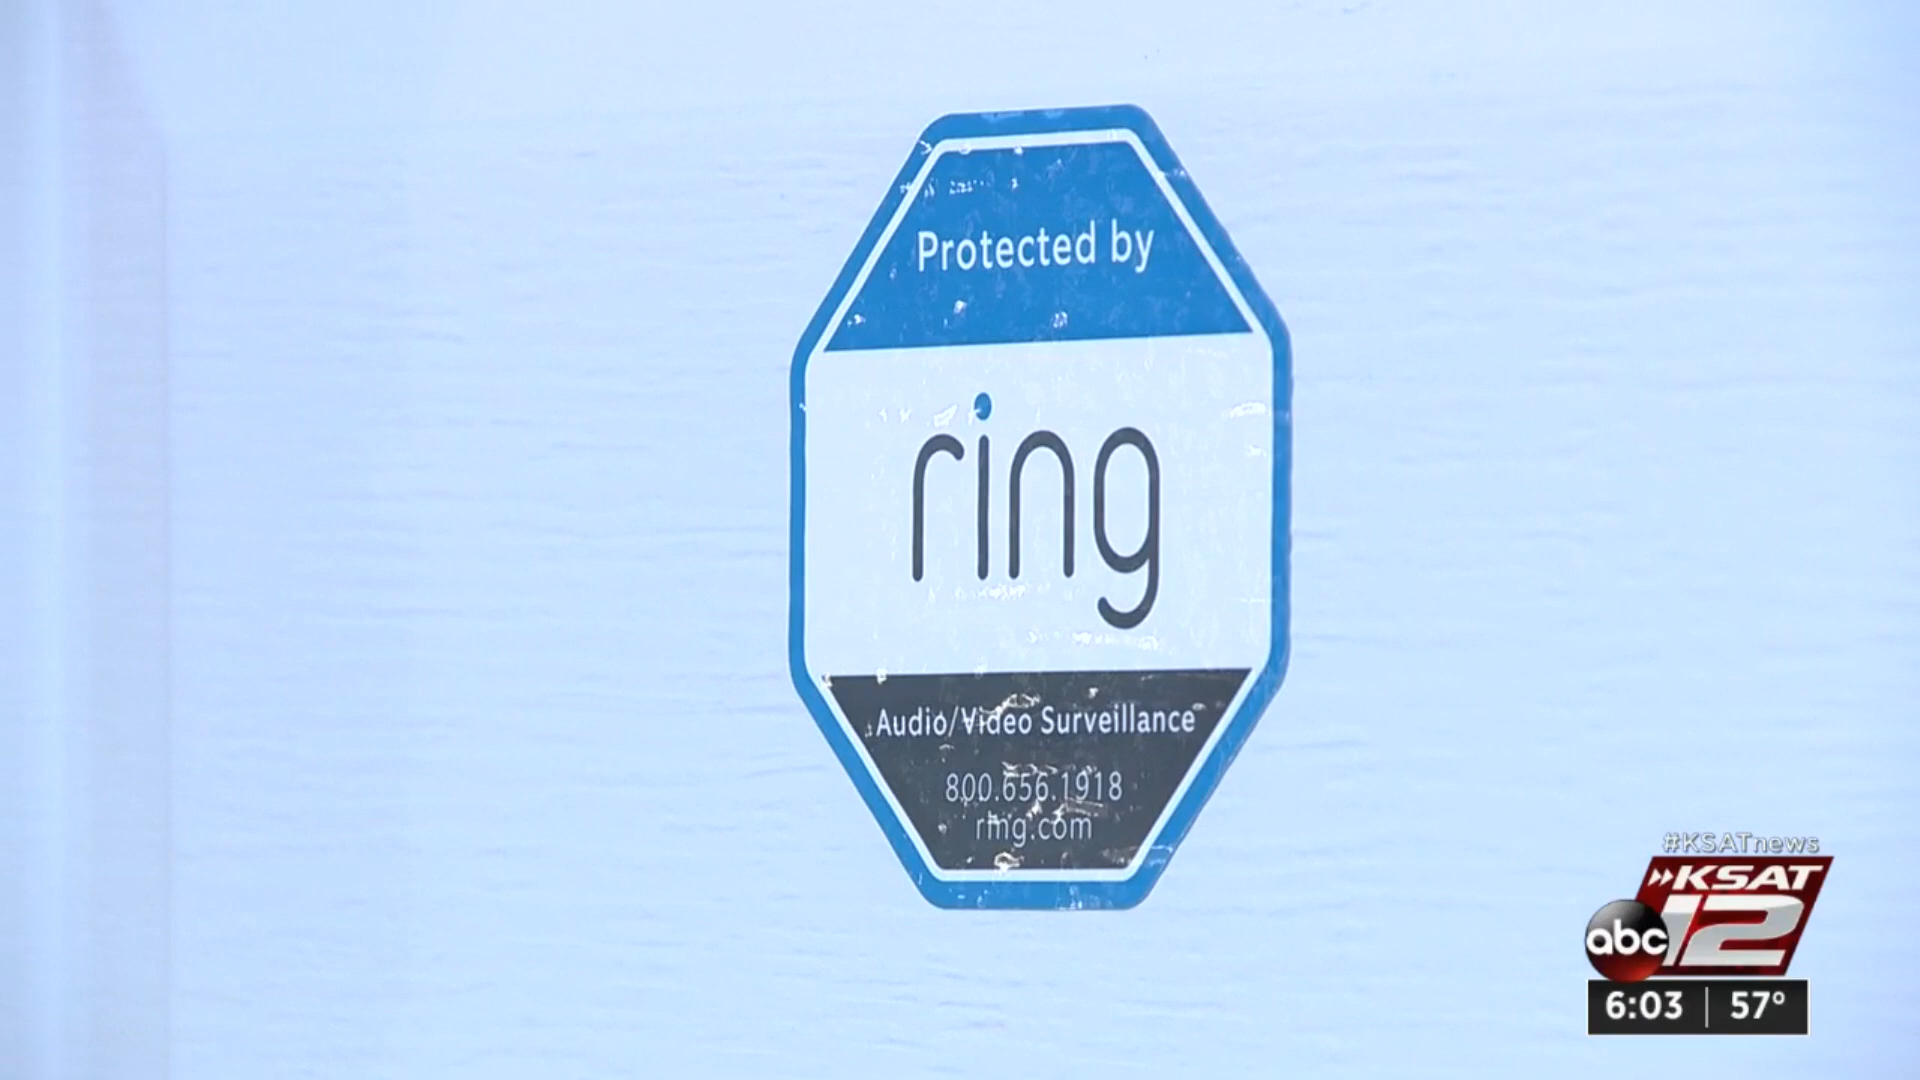 Protected by
ring
Audio/Video Surveillance
800.656.1918
ring.com
#KSATnews
KSAT
abc 12
6:03 | 57°